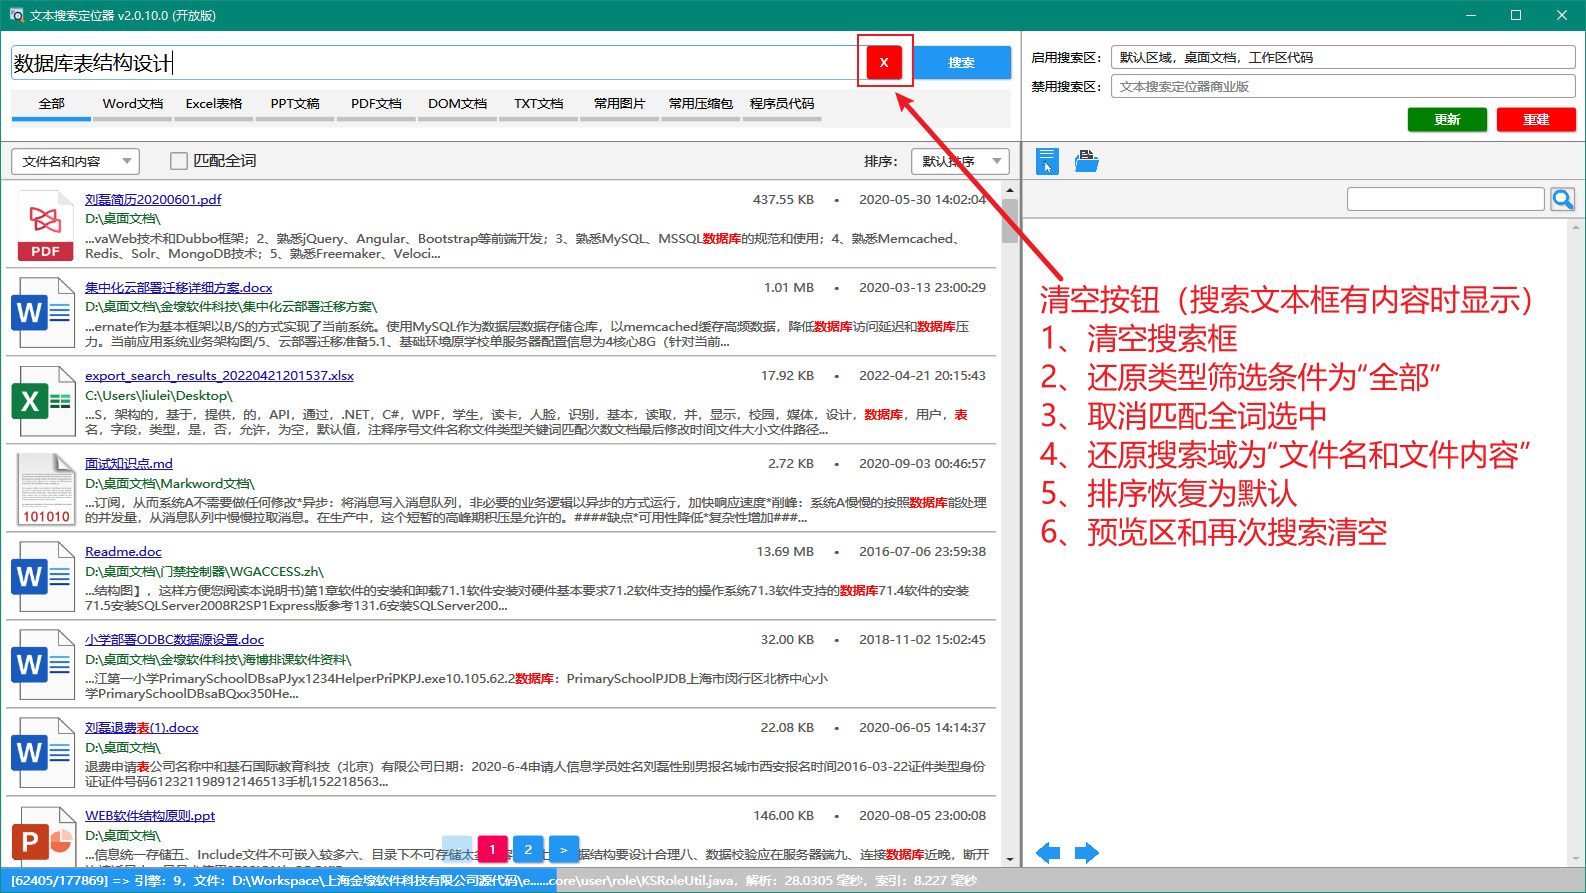 文本搜索定位器 v2.0.10.0 (开放版)
数据库表结构设计
X
搜索
启用搜索区：
默认区域，桌面文档，工作区代码
禁用搜索区：
文本搜索定位器商业版
更新
重建
全部
Word文档
Excel表格
PPT文稿
PDF文档
DOM文档
TXT文档
常用图片
常用压缩包
程序员代码
文件名和内容
匹配全词
排序：
默认排序
刘磊简历20200601.pdf
437.55 KB • 2020-05-30 14:02:04
D:\桌面文档\
...vaWeb技术和Dubbo框架；2、熟悉jQuery、Angular、Bootstrap等前端开发；3、熟悉MySQL、MSSQL数据库的规范和使用；4、熟悉Memcached、
Redis、Solr、MongoDB技术；5、熟悉Freemaker、Veloci...
PDF
集中化云部署迁移详细方案.docx
1.01 MB • 2020-03-13 23:00:29
D:\桌面文档\金壕软件科技\集中化云部署迁移方案\
...ernate作为基本框架以B/S的方式实现了当前系统。使用MySQL作为数据层数据存储仓库，以memcached缓存高频数据，降低数据库访问延迟和数据库压
力。当前应用系统业务架构图/5、云部署迁移准备5.1、基础环境原学校单服务器配置信息为4核心8G（针对当前...
W
export_search_results_20220421201537.xlsx
17.92 KB • 2022-04-21 20:15:43
C:\Users\liulei\Desktop\
...S，架构的，基于，提供，的，API，通过，.NET，C#，WPF，学生，读卡，人脸，识别，基本，读取，并，显示，校园，媒体，设计，数据库，用户，表
名，字段，类型，是，否，允许，为空，默认值，注释序号文件名称文件类型关键词匹配次数文档最后修改时间文件大小文件路径...
X
面试知识点.md
2.72 KB • 2020-09-03 00:46:57
D:\桌面文档\Markword文档\
...订阅，从而系统A不需要做任何修改*异步：将消息写入消息队列，非必要的业务逻辑以异步的方式运行，加快响应速度*削峰：系统A慢慢的按照数据库能处理
的并发量，从消息队列中慢慢拉取消息。在生产中，这个短暂的高峰期积压是允许的。####缺点*可用性降低*复杂性增加###...
101010
Readme.doc
13.69 MB • 2016-07-06 23:59:38
D:\桌面文档\门禁控制器\WGACCESS.zh\
...结构图】，这样方便您阅读本说明书)第1章软件的安装和卸载71.1软件安装对硬件基本要求71.2软件支持的操作系统71.3软件支持的数据库71.4软件的安装
71.5安装SQLServer2008R2SP1Express版参考131.6安装SQLServer200...
W
小学部署ODBC数据源设置.doc
32.00 KB • 2018-11-02 15:02:45
D:\桌面文档\金壕软件科技\海博排课软件资料\
...江第一小学PrimarySchoolDBsaPJyx1234HelperPriPKPJ.exe10.105.62.2数据库：PrimarySchoolPJDB上海市闵行区北桥中心小
学PrimarySchoolDBsaBQxx350He...
W
刘磊退费表(1).docx
22.08 KB • 2020-06-05 14:14:37
D:\桌面文档\
退费申请表公司名称中和基石国际教育科技（北京）有限公司日期：2020-6-4申请人信息学员姓名刘磊性别男报名城市西安报名时间2016-03-22证件类型身份
证证件号码612321198912146513手机152218563...
W
WEB软件结构原则.ppt
146.00 KB • 2020-08-05 23:00:08
D:\桌面文档\
...信息统一存储五、Include文件不可嵌入较多六、目录下不可存储太多
据结构要设计合理八、数据校验应在服务器端九、连接数据库近晚，断开
P
1
2
>
清空按钮（搜索文本框有内容时显示）
1、清空搜索框
2、还原类型筛选条件为“全部”
3、取消匹配全词选中
4、还原搜索域为“文件名和文件内容”
5、排序恢复为默认
6、预览区和再次搜索清空
[62405/177869] => 引擎：9，文件：D:\Workspace\上海金壕软件科技有限公司源代码\e......core\user\role\KSRoleUtil.java，解析：28.0305 毫秒，索引：8.227 毫秒